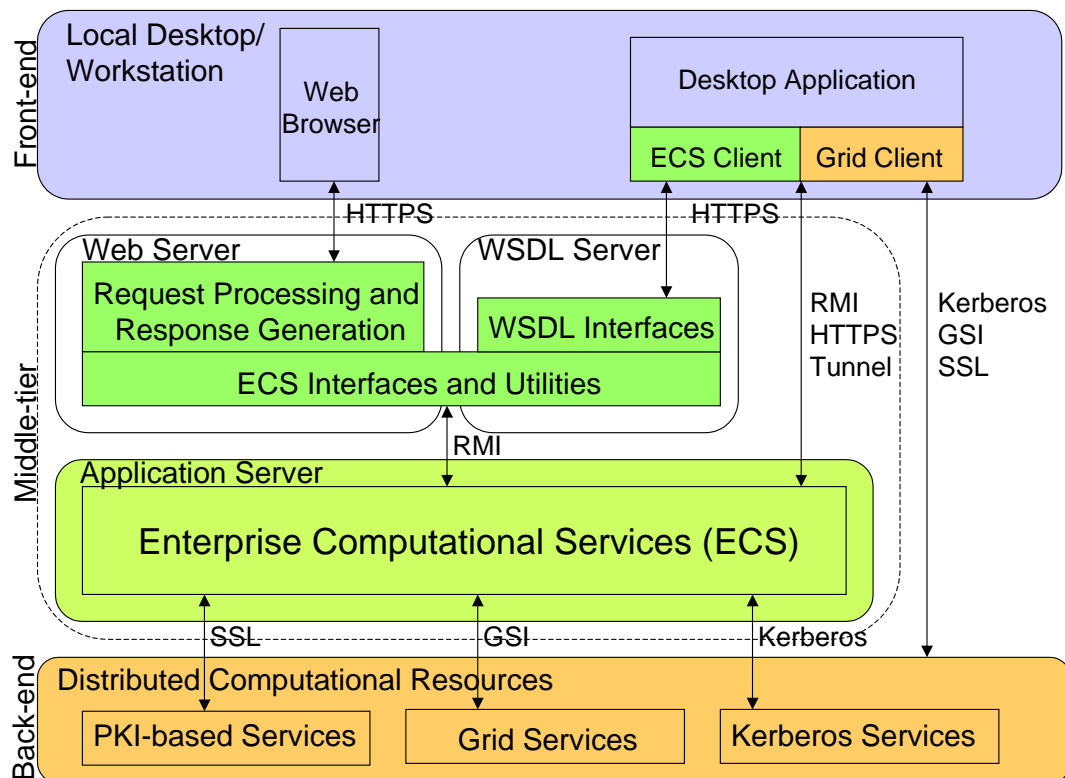 Front-end
Local Desktop/
Workstation
Web
Browser
Desktop Application
ECS Client
Grid Client
HTTPS
HTTPS
Middle-tier
Web Server
WSDL Server
Request Processing and
Response Generation
WSDL Interfaces
ECS Interfaces and Utilities
RMI
HTTPS
Tunnel
Kerberos
GSI
SSL
RMI
Application Server
Enterprise Computational Services (ECS)
SSL
GSI
Kerberos
Back-end
Distributed Computational Resources
PKI-based Services
Grid Services
Kerberos Services